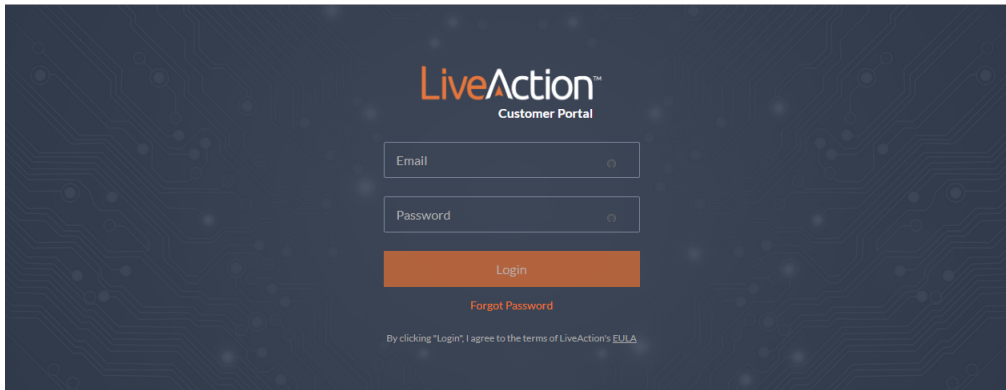 LiveAction™
Customer Portal
Email
Password
Login
Forgot Password
By clicking "Login", I agree to the terms of LiveAction's EULA